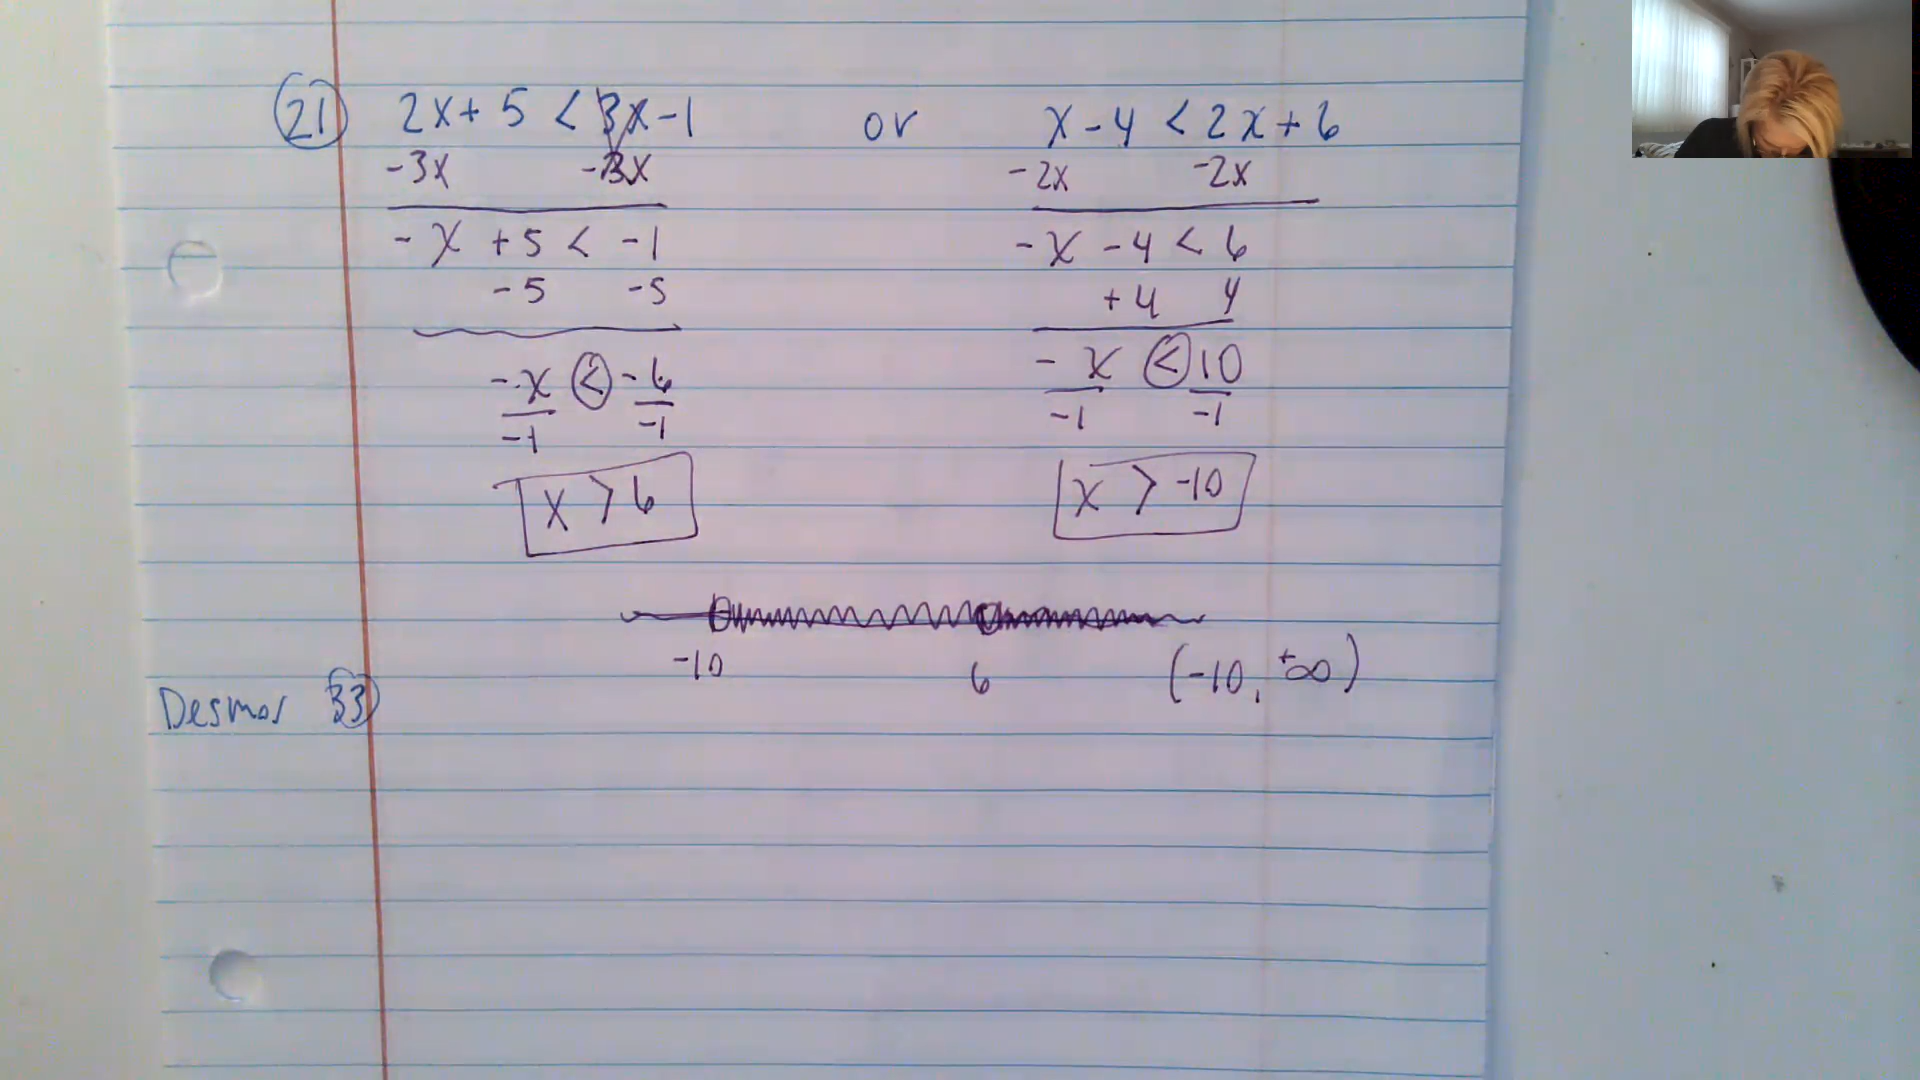 21 2x + 5 < 3x - 1 or x - 4 < 2x + 6
-3x -3x -2x -2x
-x + 5 < -1 -x - 4 < 6
-5 -5 +4 4
-x < -6 -x < 10
-1 -1 -1 -1
x > 6 x > -10
-10 6 (-10, +∞)
Desmos 33